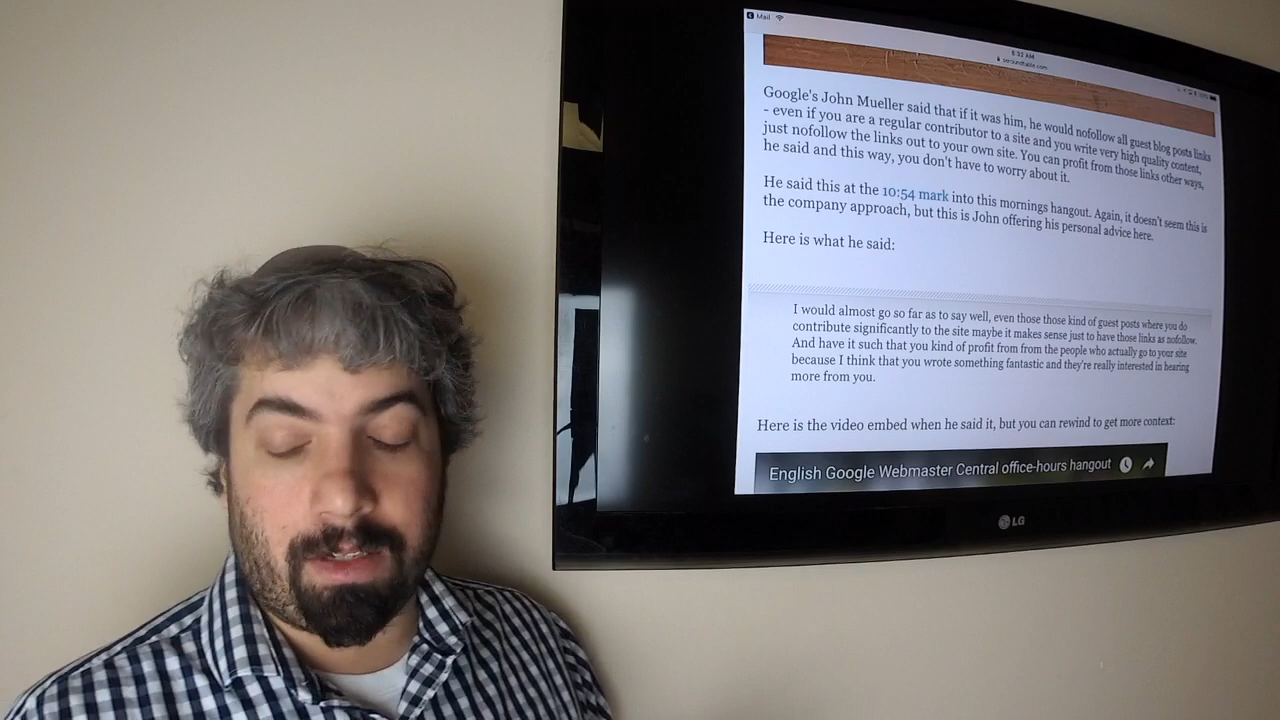 Mail
5:32 AM
seroundtable.com
Google's John Mueller said that if it was him, he would nofollow all guest blog posts links
- even if you are a regular contributor to a site and you write very high quality content,
just nofollow the links out to your own site. You can profit from those links other ways,
he said and this way, you don't have to worry about it.
He said this at the 10:54 mark into this mornings hangout. Again, it doesn't seem this is
the company approach, but this is John offering his personal advice here.
Here is what he said:
I would almost go so far as to say well, even those those kind of guest posts where you do
contribute significantly to the site maybe it makes sense just to have those links as nofollow.
And have it such that you kind of profit from from the people who actually go to your site
because I think that you wrote something fantastic and they're really interested in hearing
more from you.
Here is the video embed when he said it, but you can rewind to get more context:
English Google Webmaster Central office-hours hangout
LG